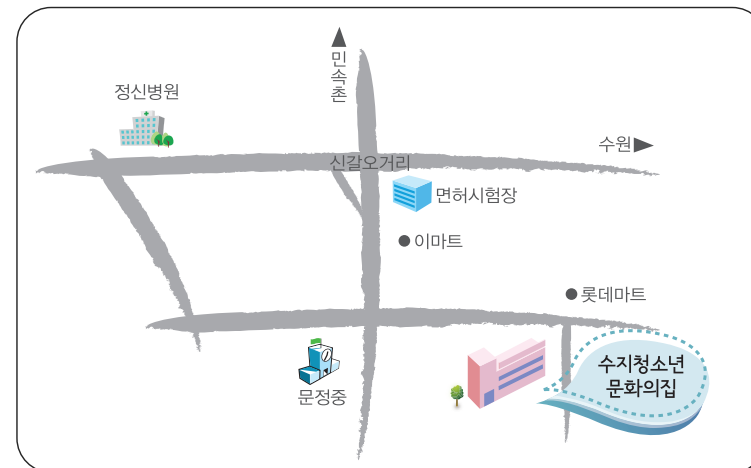 민속촌
정신병원
수원
신갈오거리
면허시험장
이마트
롯데마트
수지청소년
문화의집
문정중